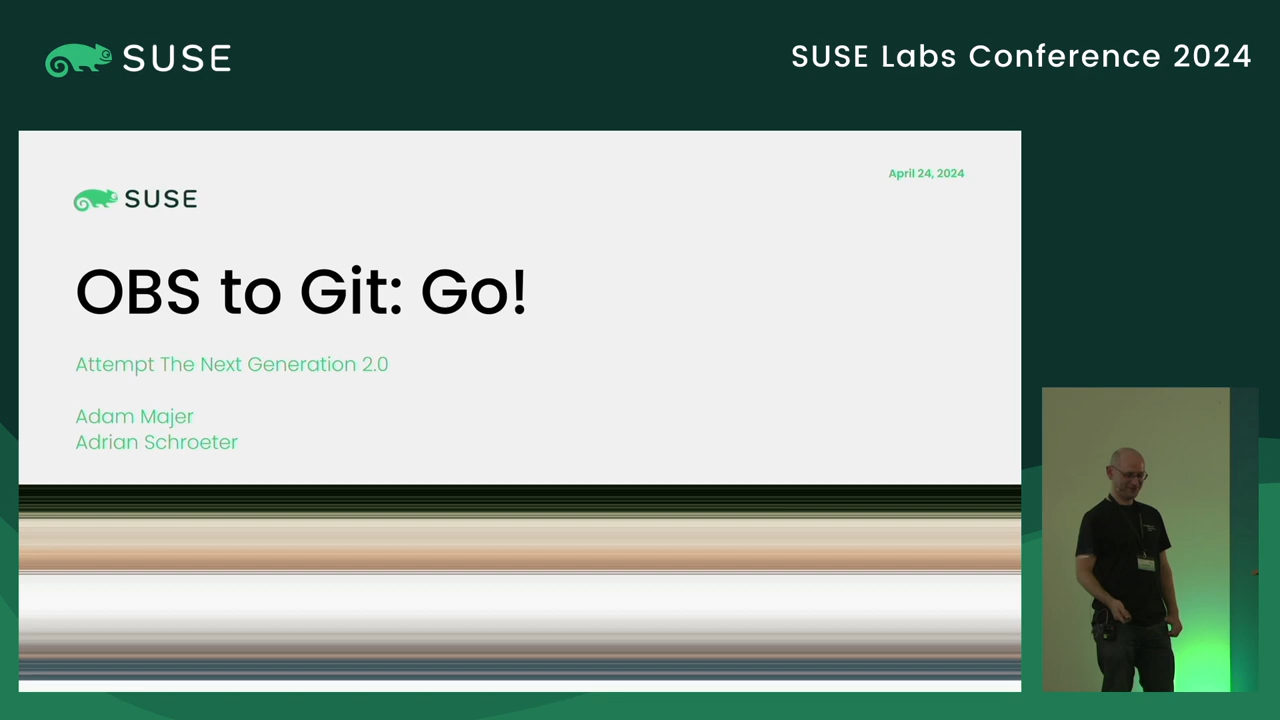 SUSE
SUSE Labs Conference 2024
April 24, 2024
SUSE
OBS to Git: Go!
Attempt The Next Generation 2.0
Adam Majer
Adrian Schroeter